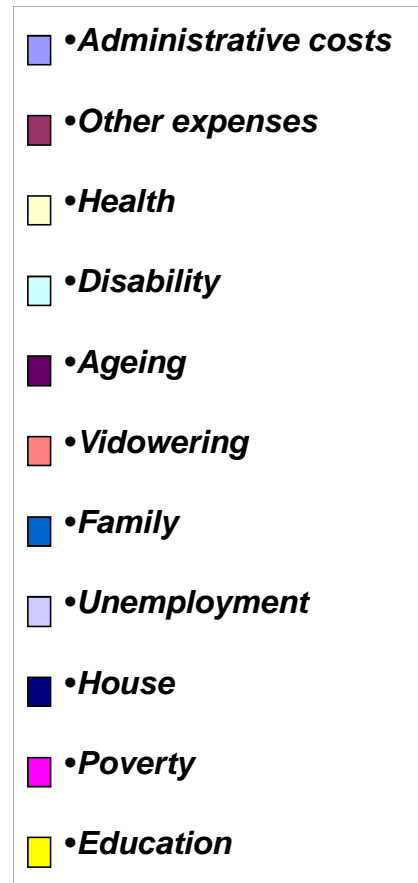 •Administrative costs
•Other expenses
•Health
•Disability
•Ageing
•Vidowering
•Family
•Unemployment
•House
•Poverty
•Education